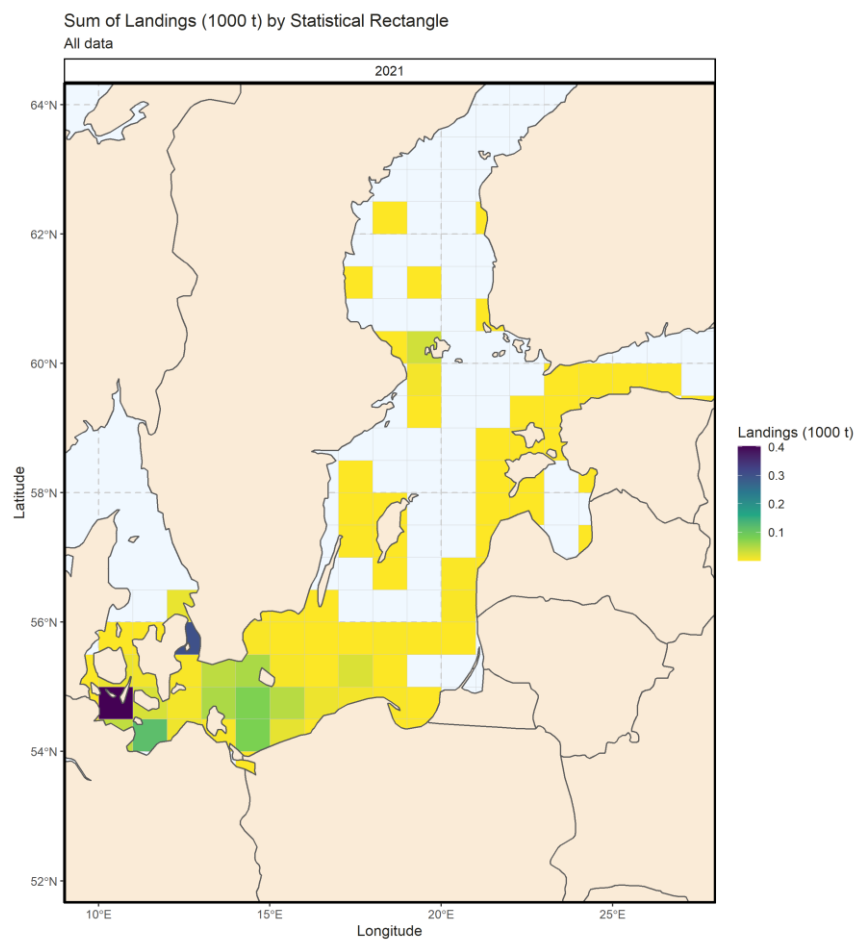 Sum of Landings (1000 t) by Statistical Rectangle
All data
2021
64°N
62°N
60°N
58°N
56°N
54°N
52°N
Latitude
10°E
15°E
20°E
25°E
Longitude
Landings (1000 t)
0.4
0.3
0.2
0.1